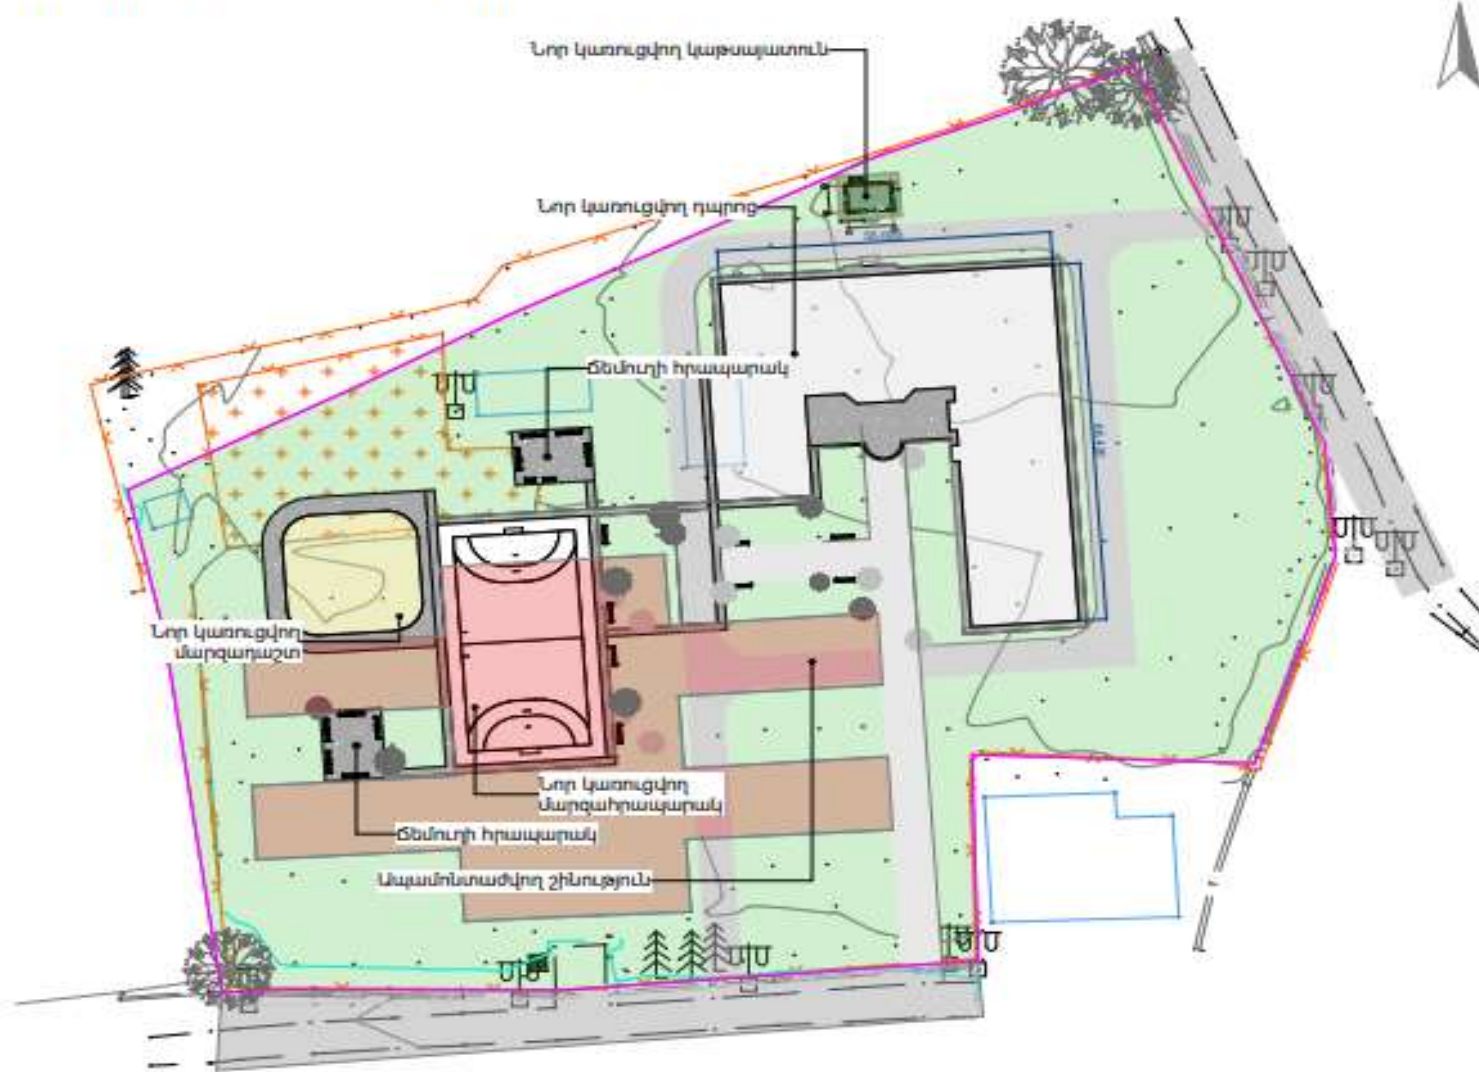 Նոր կառուցվող կաթսայատուն
Նոր կառուցվող դպրոց
Ճեմուղի հրապարակ
Նոր կառուցվող
մարզադաշտ
Նոր կառուցվող
մարզահրապարակ
Ճեմուղի հրապարակ
Ապամոնտաժվող շինություն